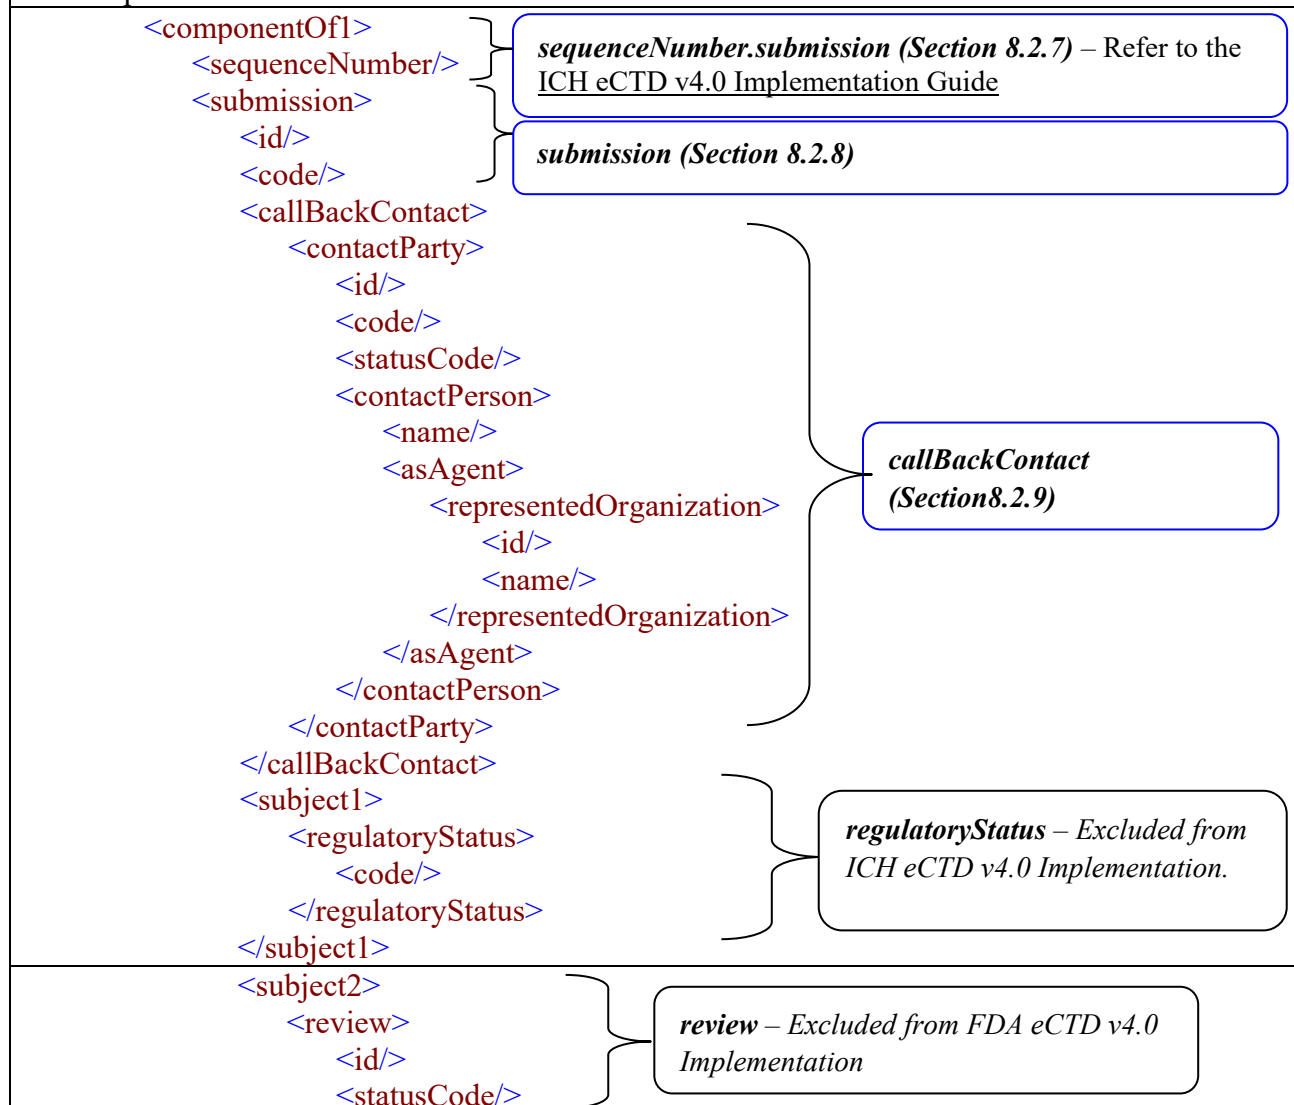 <componentOf1>
<sequenceNumber/>
sequenceNumber.submission (Section 8.2.7) – Refer to the
ICH eCTD v4.0 Implementation Guide
<submission>
<id/>
<code/>
submission (Section 8.2.8)
<callBackContact>
<contactParty>
<id/>
<code/>
<statusCode/>
<contactPerson>
<name/>
<asAgent>
<representedOrganization>
<id/>
<name/>
</representedOrganization>
</asAgent>
</contactPerson>
</contactParty>
</callBackContact>
callBackContact
(Section8.2.9)
<subject1>
<regulatoryStatus>
<code/>
</regulatoryStatus>
</subject1>
regulatoryStatus – Excluded from
ICH eCTD v4.0 Implementation.
<subject2>
<review>
<id/>
<statusCode/>
review – Excluded from FDA eCTD v4.0
Implementation